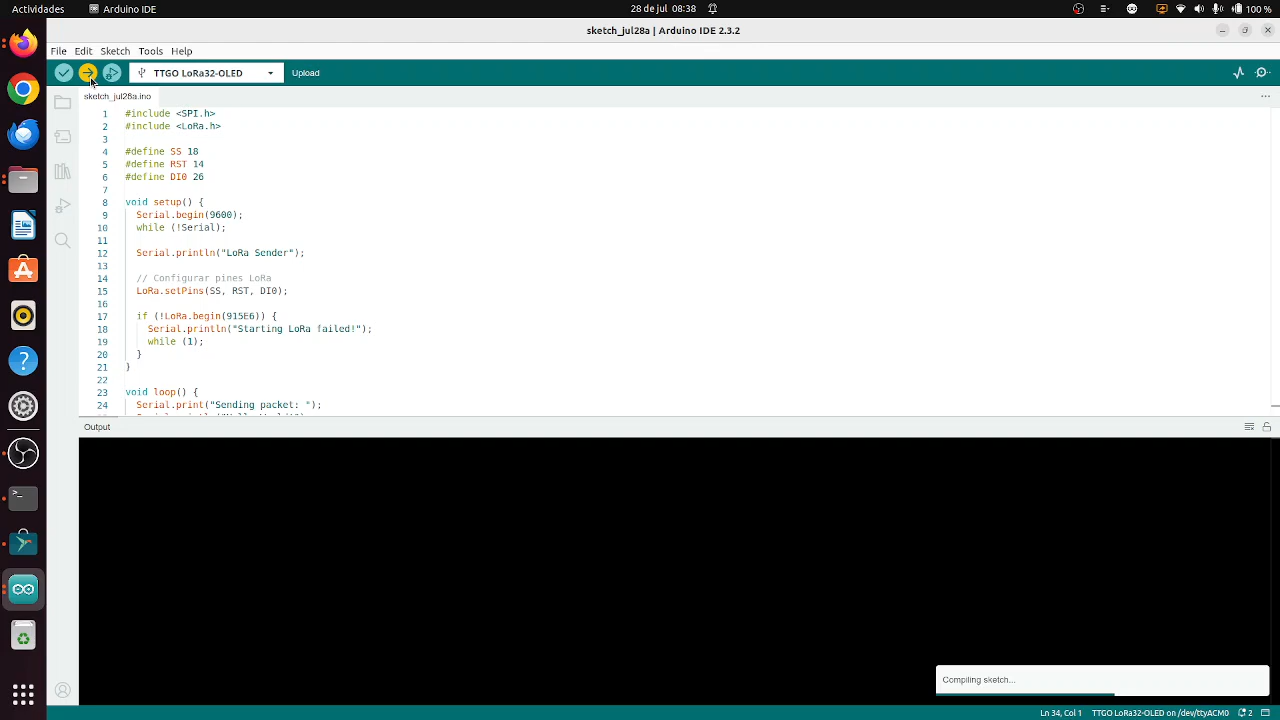 Actividades
Arduino IDE
28 de jul 08:38
100 %
sketch_jul28a | Arduino IDE 2.3.2
File Edit Sketch Tools Help
TTGO LoRa32-OLED
Upload
sketch_jul28a.ino
1 #include <SPI.h>
2 #include <LoRa.h>
3
4 #define SS 18
5 #define RST 14
6 #define DI0 26
7
8 void setup() {
9 Serial.begin(9600);
10 while (!Serial);
11
12 Serial.println("LoRa Sender");
13
14 // Configurar pines LoRa
15 LoRa.setPins(SS, RST, DI0);
16
17 if (!LoRa.begin(915E6)) {
18 Serial.println("Starting LoRa failed!");
19 while (1);
20 }
21 }
22
23 void loop() {
24 Serial.print("Sending packet: ");
Output
Compiling sketch...
Ln 34, Col 1
TTGO LoRa32-OLED on /dev/ttyACM0
2